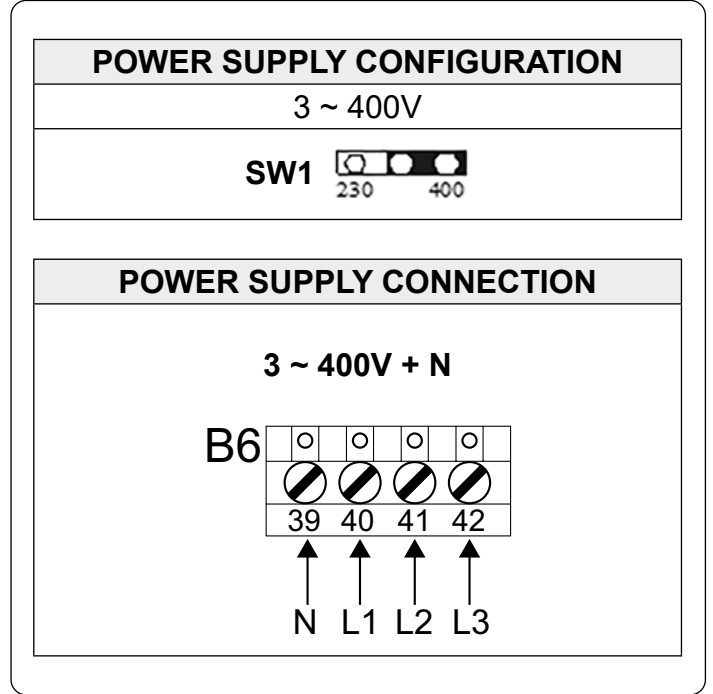 POWER SUPPLY CONFIGURATION
3 ~ 400V
SW1
230 400
POWER SUPPLY CONNECTION
3 ~ 400V + N
B6
39 40 41 42
N L1 L2 L3